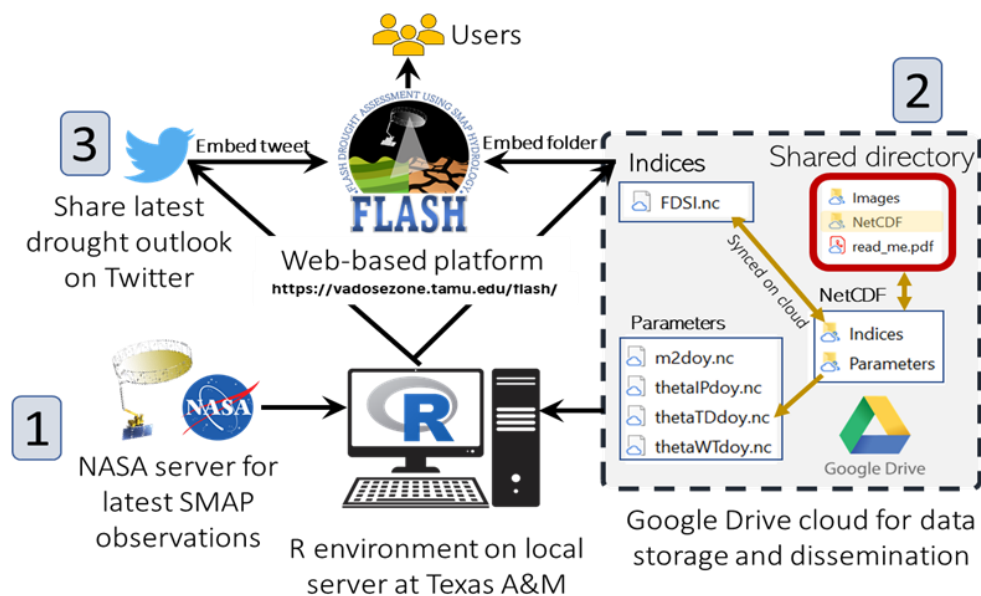 Users
2
3
FLASH DROUGHT ASSESSMENT USING SMAP HYDROLOGY
FLASH
Embed tweet
Embed folder
Share latest
drought outlook
on Twitter
Web-based platform
https://vadosezone.tamu.edu/flash/
Indices
FDSI.nc
Shared directory
Images
NetCDF
read_me.pdf
Synced on cloud
NetCDF
Indices
Parameters
Parameters
m2doy.nc
thetaIPdoy.nc
thetaTDdoy.nc
thetaWTdoy.nc
Google Drive
1
NASA
NASA server for
latest SMAP
observations
R
R environment on local
server at Texas A&M
Google Drive cloud for data
storage and dissemination